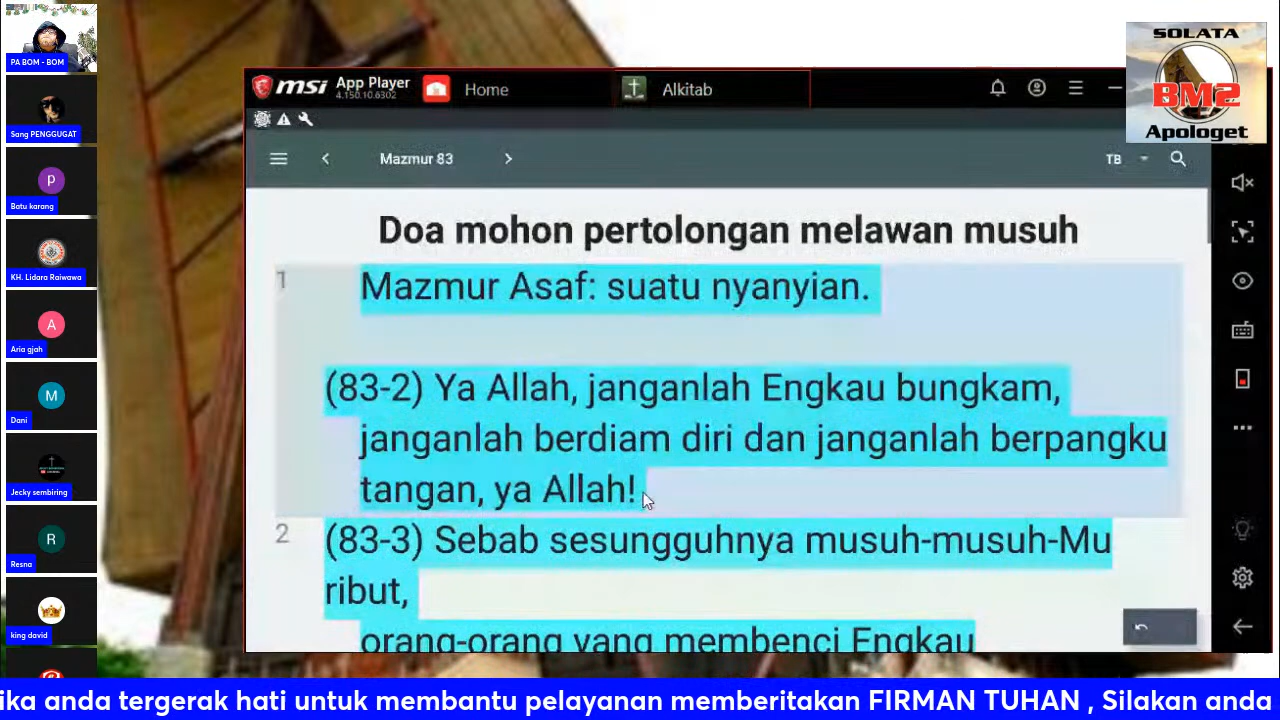 PA BOM - BOM
Sang PENGGUGAT
P
Batu karang
KH. Lidara Raiwawa
A
Aria gjah
M
Dani
Jecky sembiring
R
Resna
king david
msi App Player
4.150.10.6302
Home
Alkitab
SOLATA
BM2
Apologet
Mazmur 83
TB
Doa mohon pertolongan melawan musuh
1
Mazmur Asaf: suatu nyanyian.
(83-2) Ya Allah, janganlah Engkau bungkam,
janganlah berdiam diri dan janganlah berpangku
tangan, ya Allah!
2
(83-3) Sebab sesungguhnya musuh-musuh-Mu
ribut,
orang-orang yang membenci Engkau
ika anda tergerak hati untuk membantu pelayanan memberitakan FIRMAN TUHAN , Silakan anda